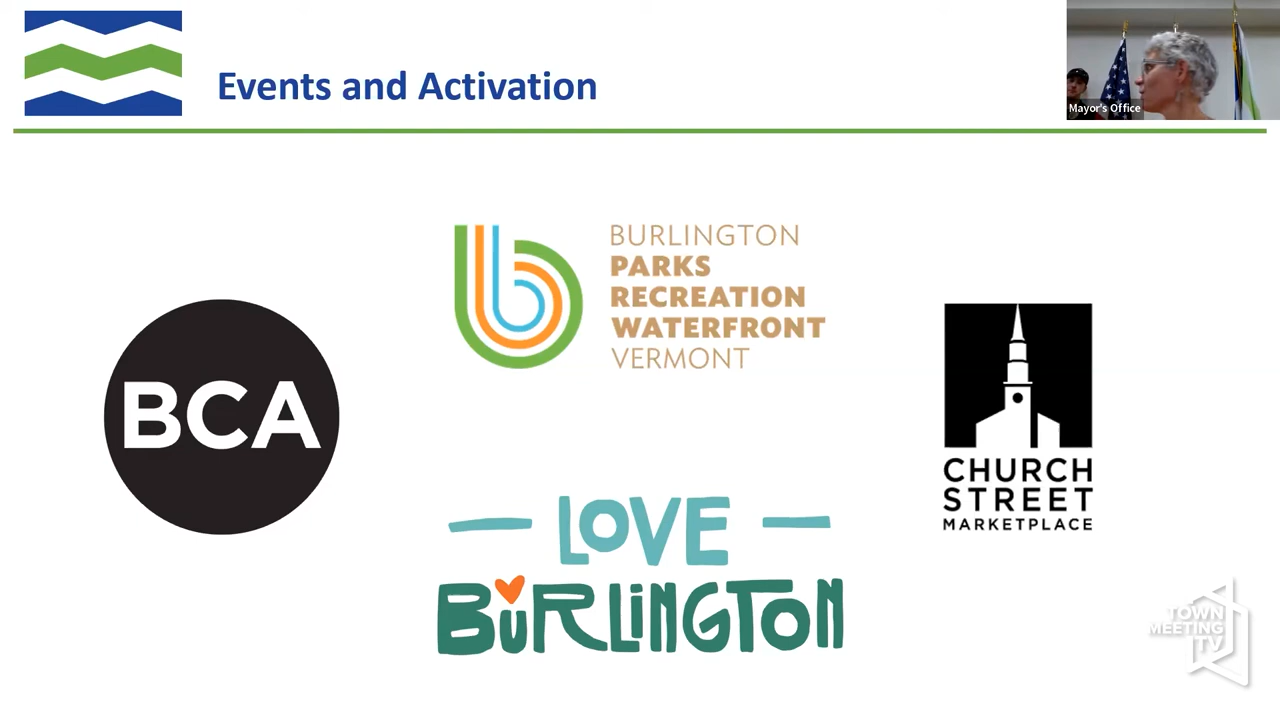 Events and Activation
Mayor's Office
BURLINGTON
PARKS
RECREATION
WATERFRONT
VERMONT
BCA
CHURCH
STREET
MARKETPLACE
LOVE
BURLINGTON
TOWN
MEETING
TV